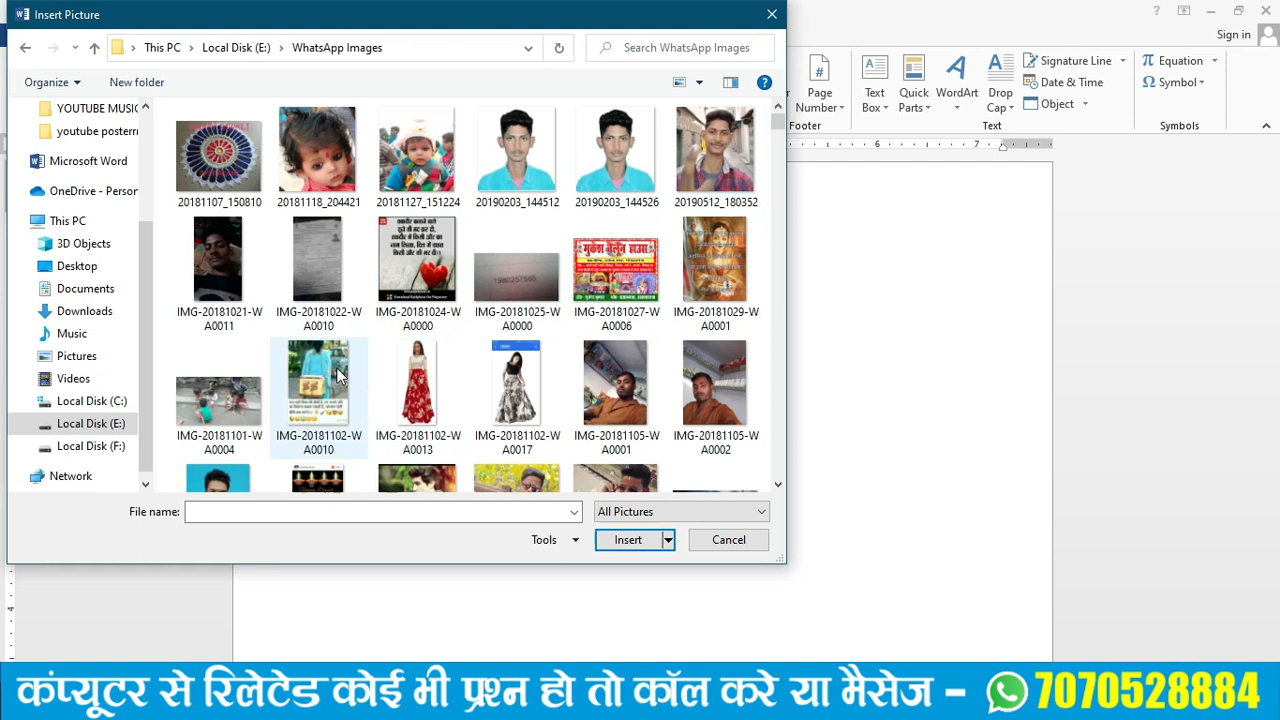 Insert Picture
This PC
Local Disk (E:)
WhatsApp Images
Search WhatsApp Images
Sign in
Organize
New folder
YOUTUBE MUSIC
youtube posterr
Microsoft Word
OneDrive - Person
This PC
3D Objects
Desktop
Documents
Downloads
Music
Pictures
Videos
Local Disk (C:)
Local Disk (E:)
Local Disk (F:)
Network
20181107_150810
20181118_204421
20181127_151224
20190203_144512
20190203_144526
20190512_180352
IMG-20181021-WA0011
IMG-20181022-WA0010
IMG-20181024-WA0000
IMG-20181025-WA0000
IMG-20181027-WA0006
IMG-20181029-WA0001
1980257565
IMG-20181101-WA0004
IMG-20181102-WA0010
IMG-20181102-WA0013
IMG-20181102-WA0017
IMG-20181105-WA0001
IMG-20181105-WA0002
File name:
All Pictures
Tools
Insert
Cancel
Page Number
Footer
Text Box
Quick Parts
WordArt
Drop Cap
Signature Line
Date & Time
Object
Text
Equation
Symbol
Symbols
6
7
4
कंप्यूटर से रिलेटेड कोई भी प्रश्न हो तो कॉल करे या मैसेज – 7070528884